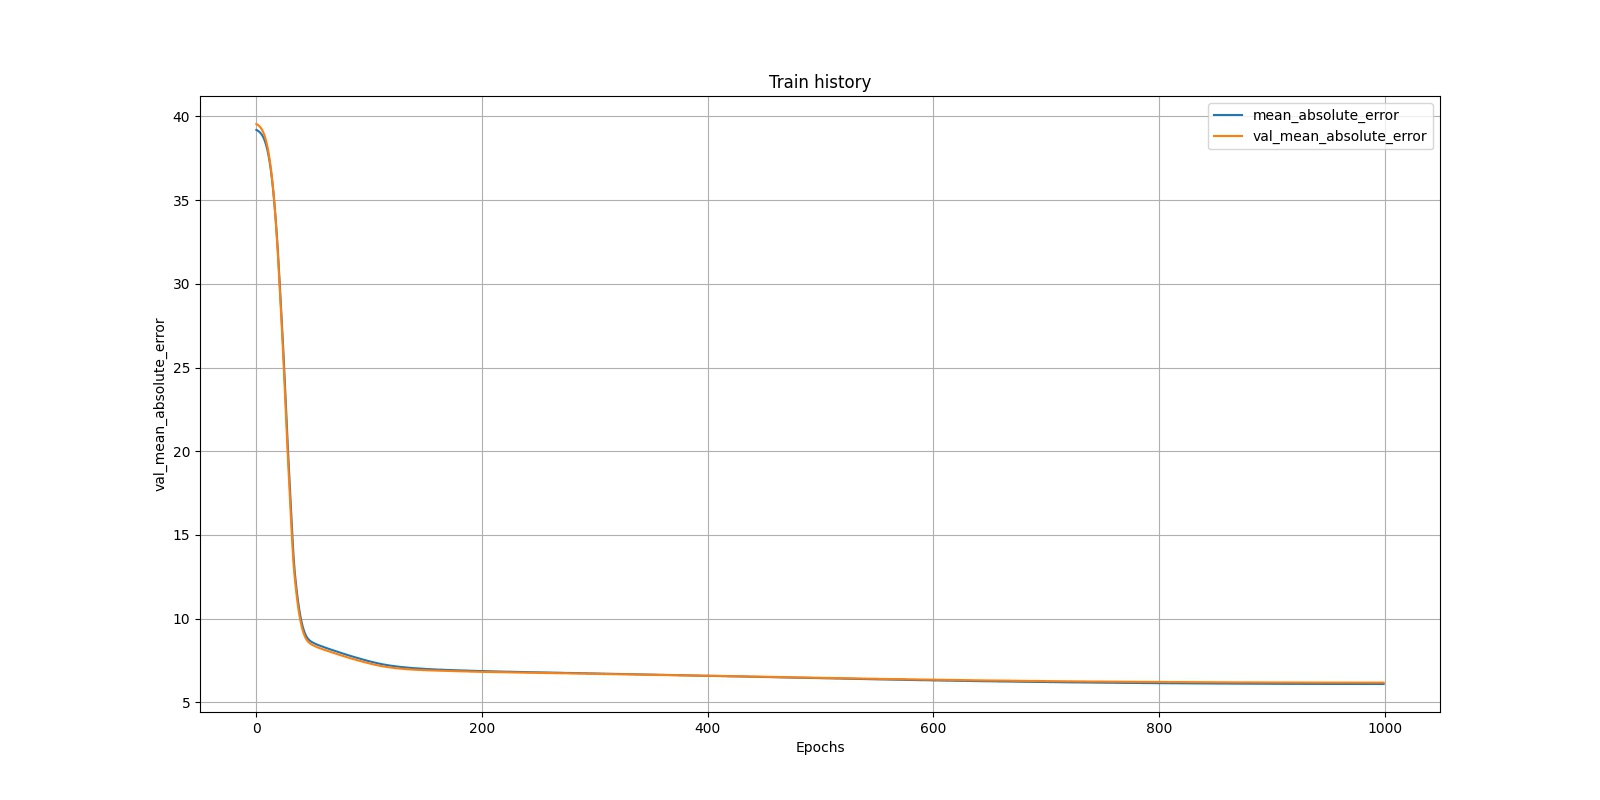 Train history
mean_absolute_error
val_mean_absolute_error
40
35
30
25
20
15
10
5
val_mean_absolute_error
0 200 400 600 800 1000
Epochs